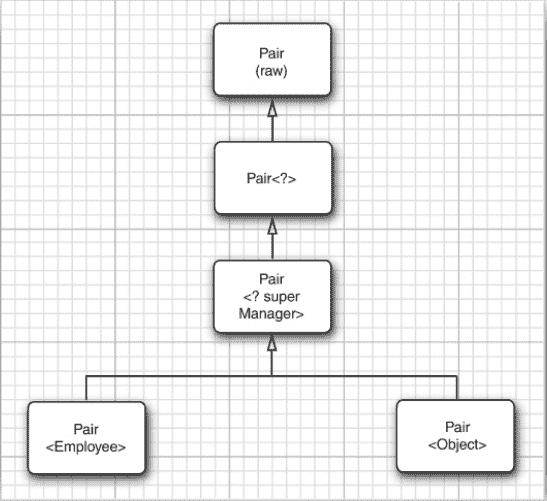 Pair
(raw)
Pair<?>
Pair
<? super
Manager>
Pair
<Employee>
Pair
<Object>